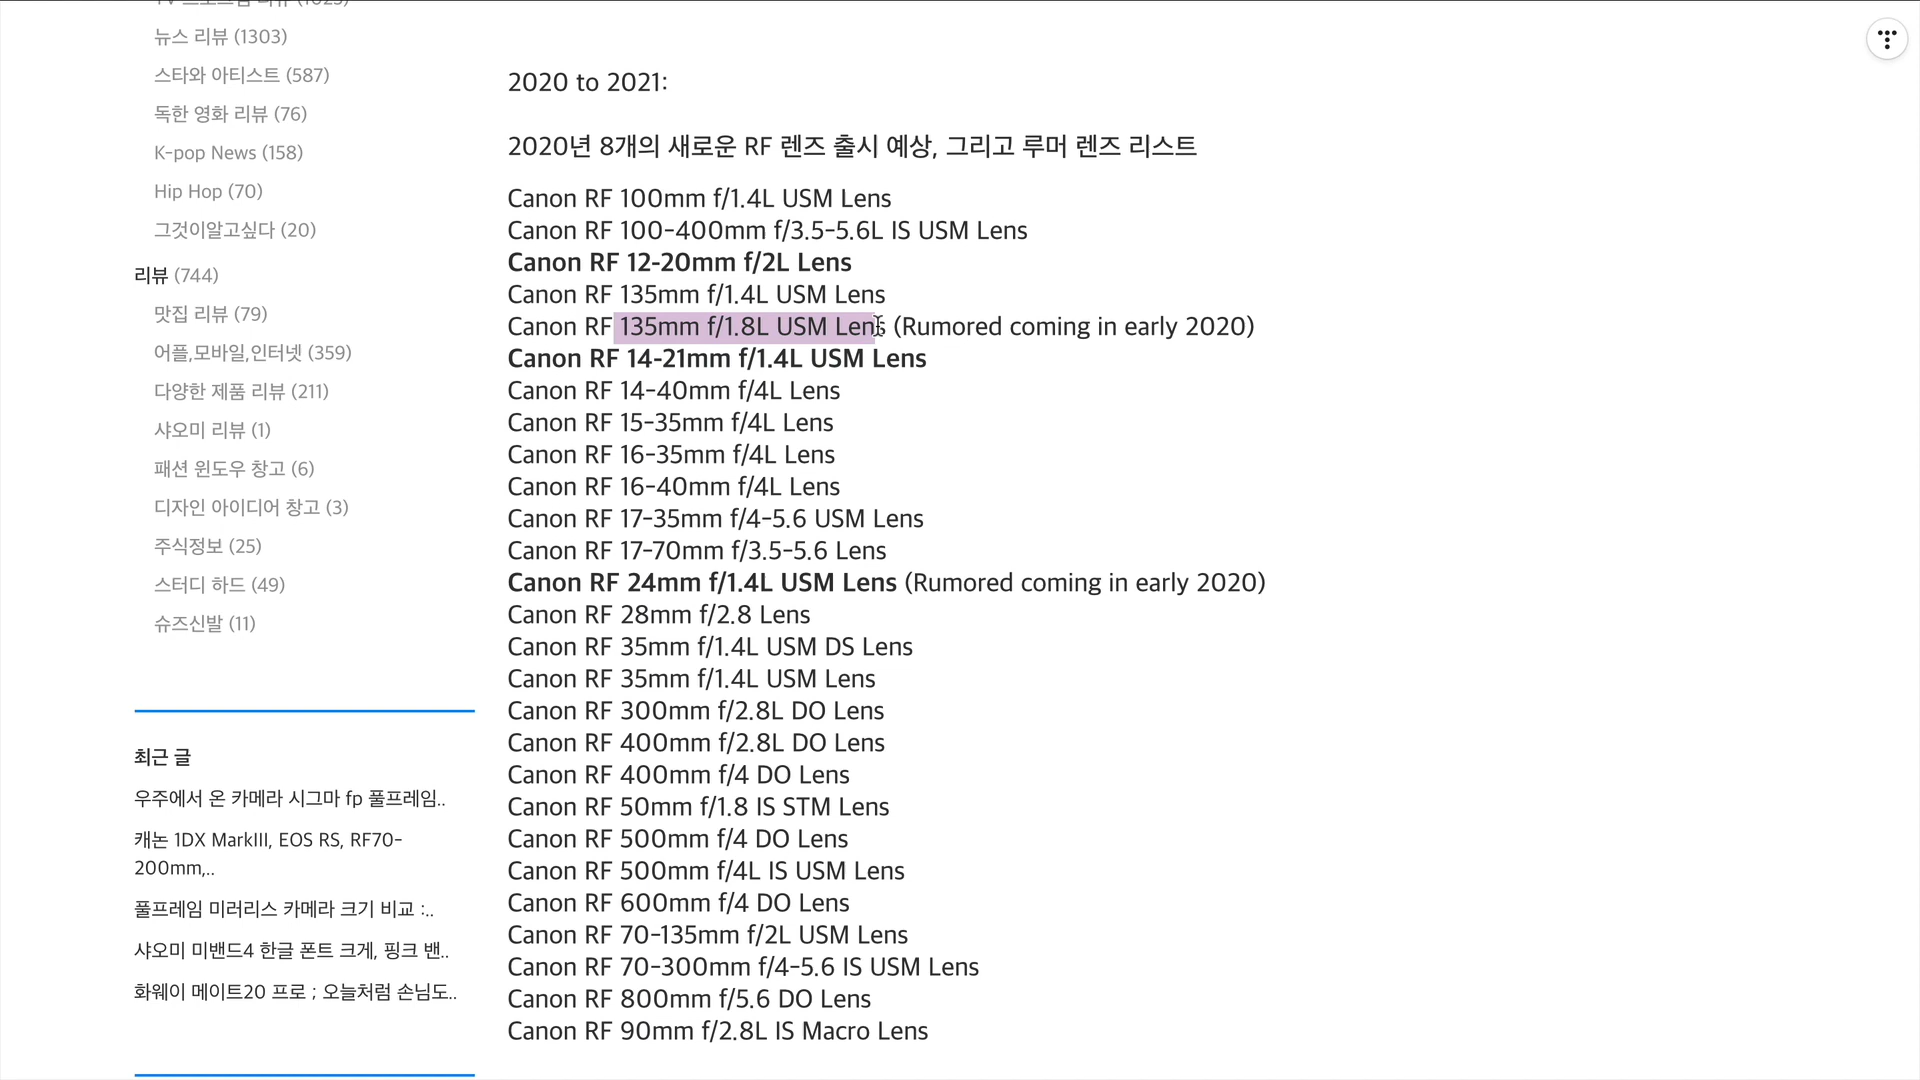 뉴스 리뷰 (1303)
스타와 아티스트 (587)
독한 영화 리뷰 (76)
K-pop News (158)
Hip Hop (70)
그것이알고싶다 (20)
리뷰 (744)
맛집 리뷰 (79)
어플,모바일,인터넷 (359)
다양한 제품 리뷰 (211)
샤오미 리뷰 (1)
패션 윈도우 창고 (6)
디자인 아이디어 창고 (3)
주식정보 (25)
스터디 하드 (49)
슈즈신발 (11)
최근 글
우주에서 온 카메라 시그마 fp 풀프레임..
캐논 1DX MarkIII, EOS RS, RF70-
200mm,..
풀프레임 미러리스 카메라 크기 비교 :..
샤오미 미밴드4 한글 폰트 크게, 핑크 밴..
화웨이 메이트20 프로 ; 오늘처럼 손님도..
2020 to 2021:
2020년 8개의 새로운 RF 렌즈 출시 예상, 그리고 루머 렌즈 리스트
Canon RF 100mm f/1.4L USM Lens
Canon RF 100-400mm f/3.5-5.6L IS USM Lens
Canon RF 12-20mm f/2L Lens
Canon RF 135mm f/1.4L USM Lens
Canon RF 135mm f/1.8L USM Lens (Rumored coming in early 2020)
Canon RF 14-21mm f/1.4L USM Lens
Canon RF 14-40mm f/4L Lens
Canon RF 15-35mm f/4L Lens
Canon RF 16-35mm f/4L Lens
Canon RF 16-40mm f/4L Lens
Canon RF 17-35mm f/4-5.6 USM Lens
Canon RF 17-70mm f/3.5-5.6 Lens
Canon RF 24mm f/1.4L USM Lens (Rumored coming in early 2020)
Canon RF 28mm f/2.8 Lens
Canon RF 35mm f/1.4L USM DS Lens
Canon RF 35mm f/1.4L USM Lens
Canon RF 300mm f/2.8L DO Lens
Canon RF 400mm f/2.8L DO Lens
Canon RF 400mm f/4 DO Lens
Canon RF 50mm f/1.8 IS STM Lens
Canon RF 500mm f/4 DO Lens
Canon RF 500mm f/4L IS USM Lens
Canon RF 600mm f/4 DO Lens
Canon RF 70-135mm f/2L USM Lens
Canon RF 70-300mm f/4-5.6 IS USM Lens
Canon RF 800mm f/5.6 DO Lens
Canon RF 90mm f/2.8L IS Macro Lens